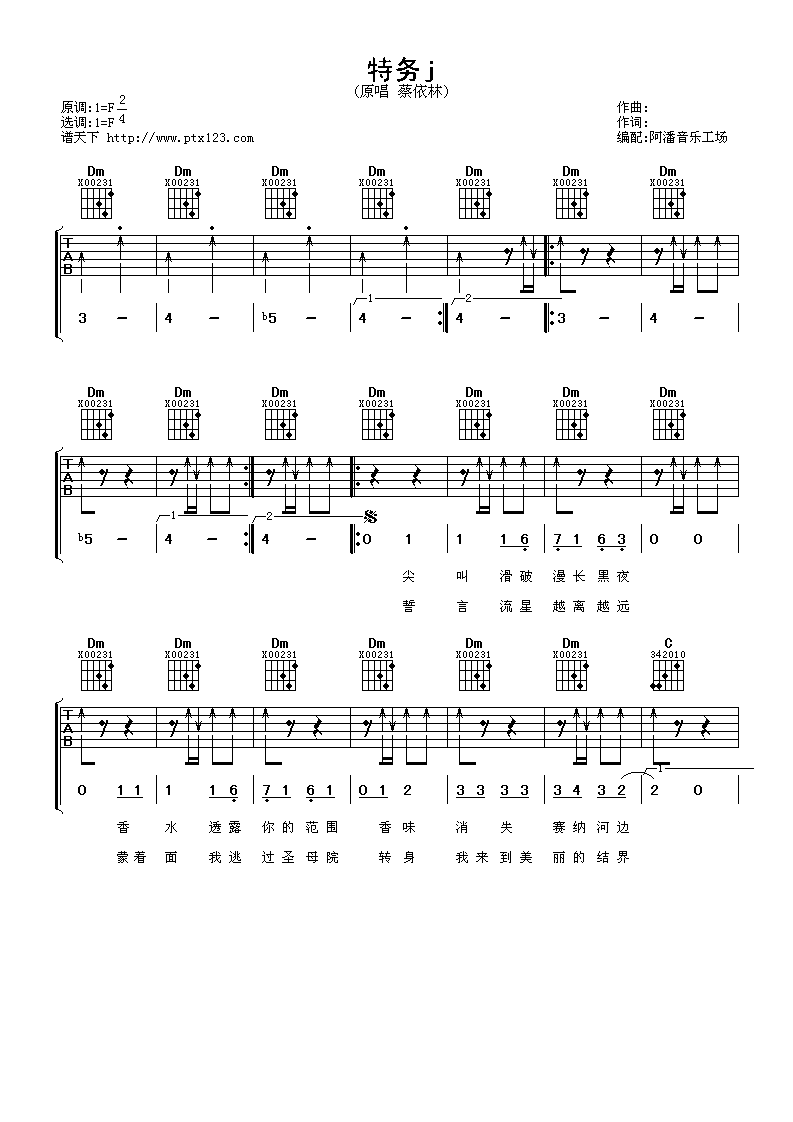 特务j
(原唱 蔡依林)
原调:1=F 2/4
作曲:
选调:1=F
作词:
谱天下 http://www.ptx123.com
编配:阿潘音乐工场
Dm Dm Dm Dm Dm Dm Dm
X00231 X00231 X00231 X00231 X00231 X00231 X00231
T A B
1 2
3 - 4 - b5 - 4 - 4 - 3 - 4 -
Dm Dm Dm Dm Dm Dm Dm
X00231 X00231 X00231 X00231 X00231 X00231 X00231
T A B
1 2
b5 - 4 - 4 - 0 1 1 1 6 7 1 6 3 0 0
尖 叫 滑 破 漫 长 黑 夜
誓 言 流 星 越 离 越 远
Dm Dm Dm Dm Dm Dm C
X00231 X00231 X00231 X00231 X00231 X00231 342010
T A B
1
0 1 1 1 1 6 7 1 6 1 0 1 2 3 3 3 3 3 4 3 2 2 0
香 水 透 露 你 的 范 围 香 味 消 失 赛 纳 河 边
蒙 着 面 我 逃 过 圣 母 院 转 身 我 来 到 美 丽 的 结 界